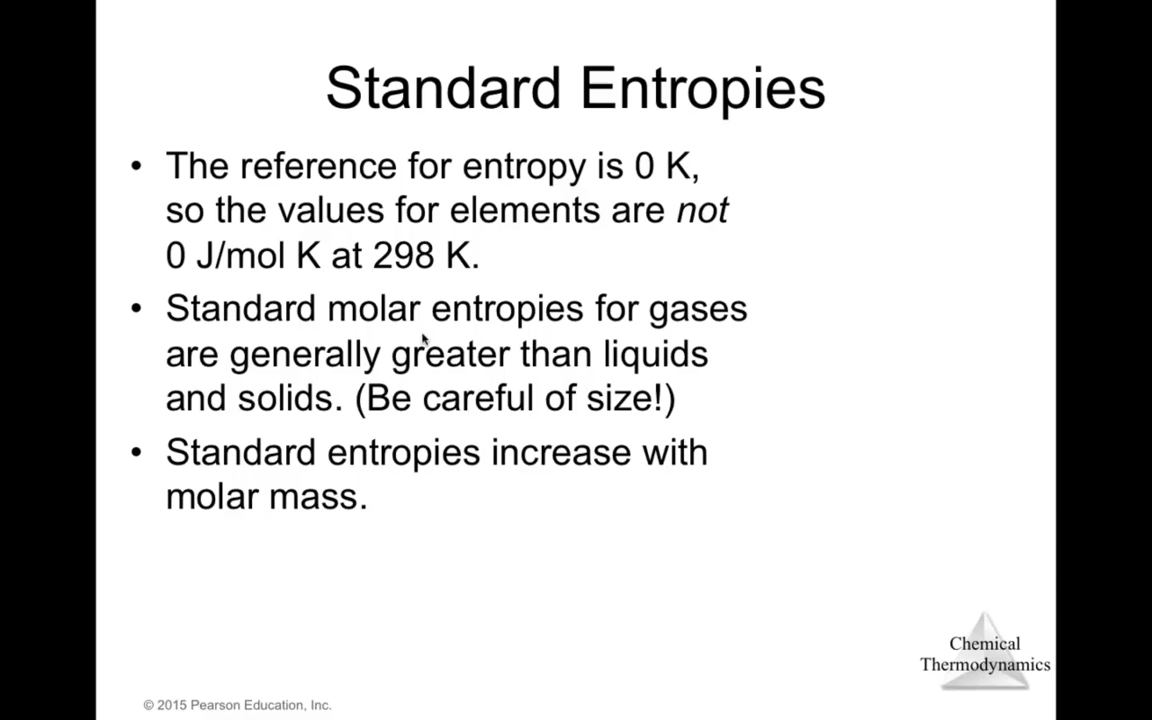 Standard Entropies
• The reference for entropy is 0 K,
so the values for elements are not
0 J/mol K at 298 K.
• Standard molar entropies for gases
are generally greater than liquids
and solids. (Be careful of size!)
• Standard entropies increase with
molar mass.
Chemical
Thermodynamics
© 2015 Pearson Education, Inc.